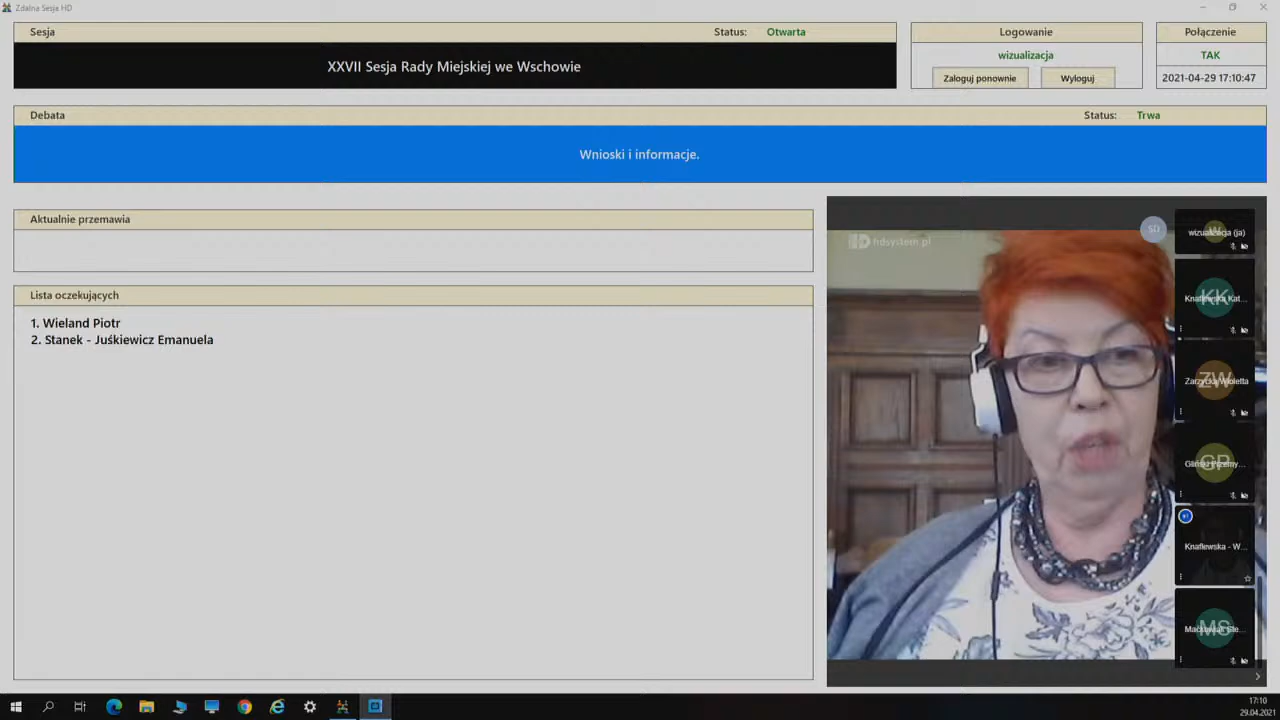 Zdalna Sesja HD
Sesja
Status: Otwarta
XXVII Sesja Rady Miejskiej we Wschowie
Logowanie
wizualizacja
Zaloguj ponownie
Wyloguj
Połączenie
TAK
2021-04-29 17:10:47
Debata
Status: Trwa
Wnioski i informacje.
Aktualnie przemawia
Lista oczekujących
1. Wieland Piotr
2. Stanek - Juśkiewicz Emanuela
hdsystem.pl
SD
wizualizacja (ja)
KK
Knaflewska Kat...
ZW
Zarzycka Wioletta
GP
Gliński Przemy...
Knaflewska - W...
MS
17:10
29.04.2021